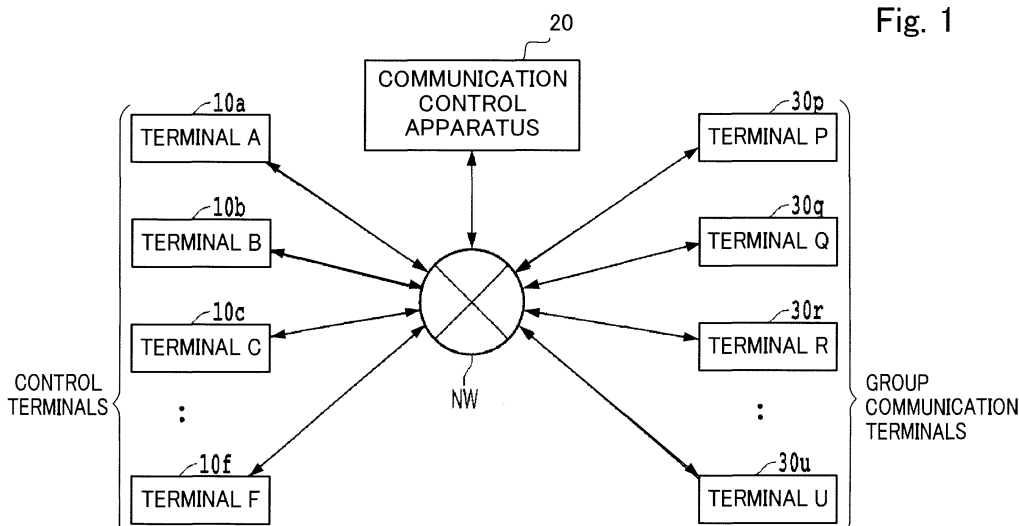 Fig. 1
20
COMMUNICATION
CONTROL
APPARATUS
10a
TERMINAL A
10b
TERMINAL B
10c
TERMINAL C
:
10f
TERMINAL F
CONTROL
TERMINALS
NW
30p
TERMINAL P
30q
TERMINAL Q
30r
TERMINAL R
:
30u
TERMINAL U
GROUP
COMMUNICATION
TERMINALS